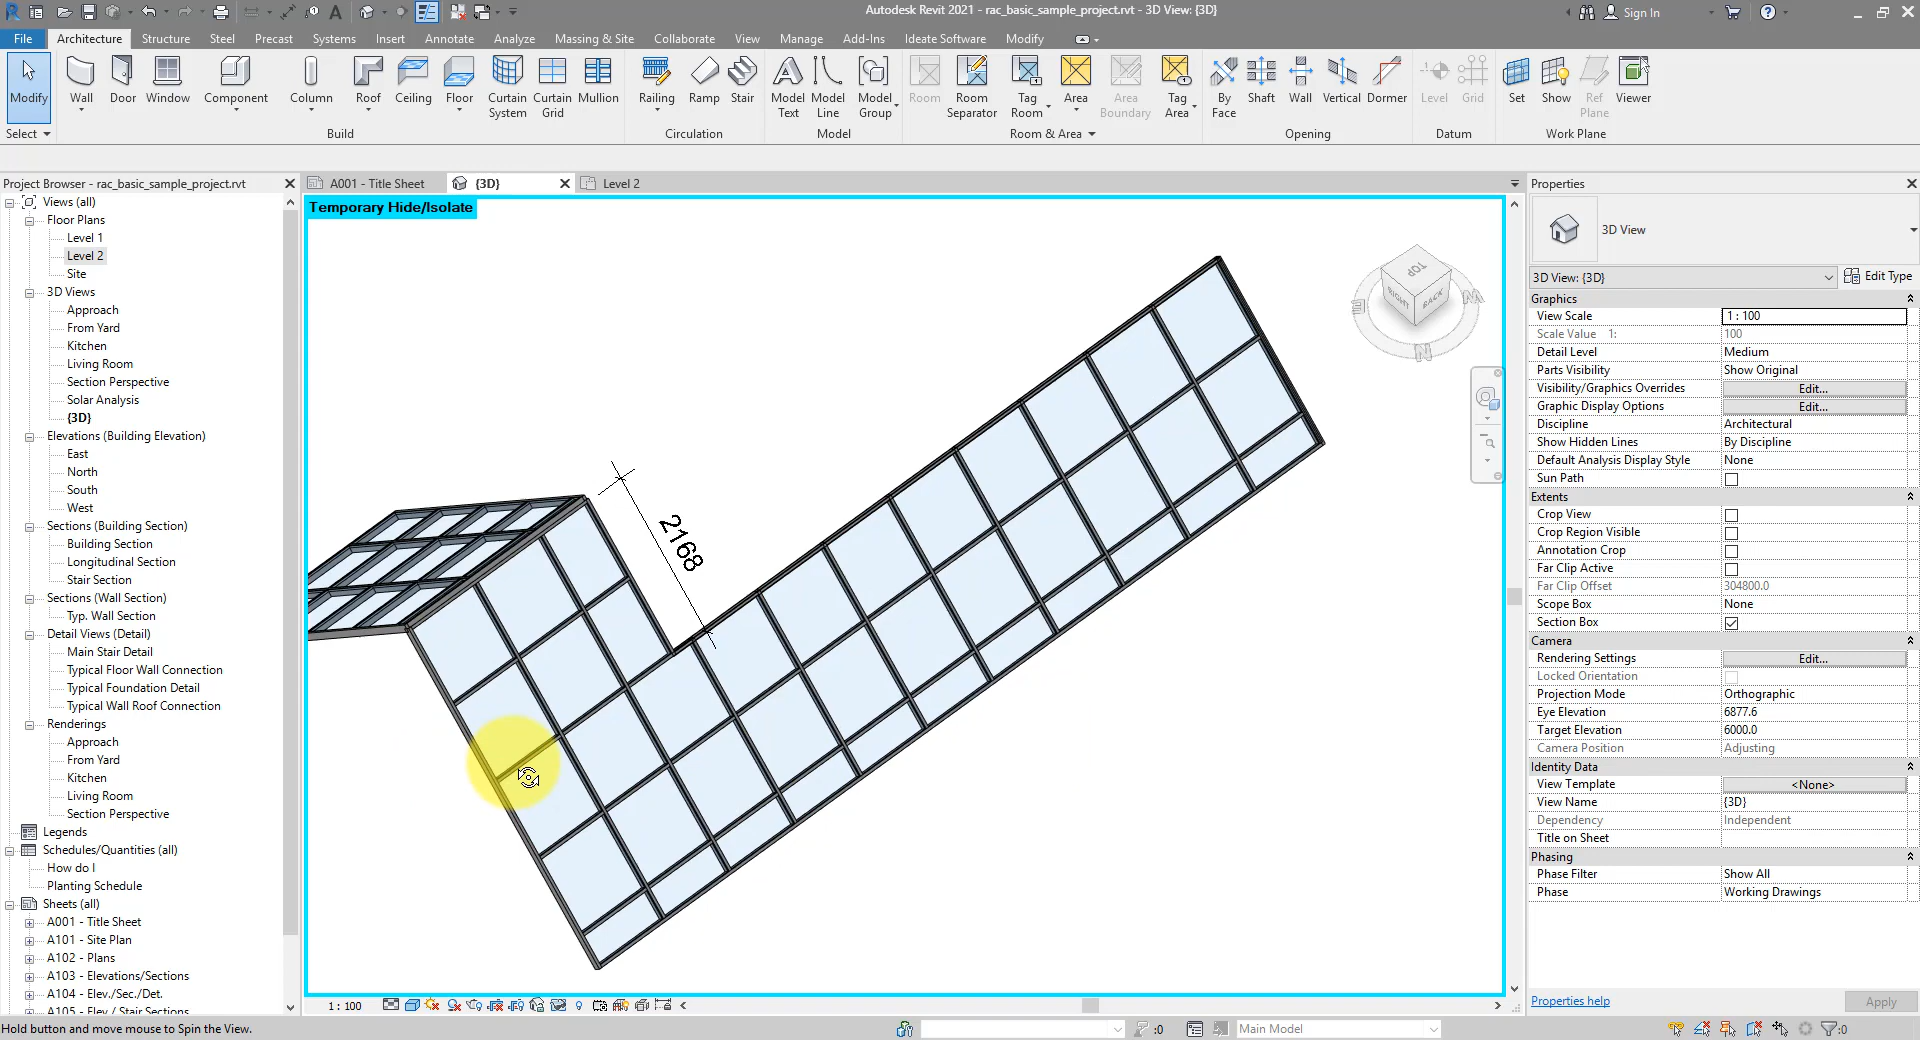 Autodesk Revit 2021 - rac_basic_sample_project.rvt - 3D View: {3D}
Sign In
File Architecture Structure Steel Precast Systems Insert Annotate Analyze Massing & Site Collaborate View Manage Add-Ins Ideate Software Modify
Modify
Wall
Door
Window
Component
Column
Roof
Ceiling
Floor
Curtain System
Curtain Grid
Mullion
Railing
Ramp
Stair
Model Text
Model Line
Model Group
Room
Room Separator
Tag Room
Area
Area Boundary
Tag Area
By Face
Shaft
Wall
Vertical
Dormer
Level
Grid
Set
Show
Ref Plane
Viewer
Select
Build
Circulation
Model
Room & Area
Opening
Datum
Work Plane
Project Browser - rac_basic_sample_project.rvt
Views (all)
Floor Plans
Level 1
Level 2
Site
3D Views
Approach
From Yard
Kitchen
Living Room
Section Perspective
Solar Analysis
{3D}
Elevations (Building Elevation)
East
North
South
West
Sections (Building Section)
Building Section
Longitudinal Section
Stair Section
Sections (Wall Section)
Typ. Wall Section
Detail Views (Detail)
Main Stair Detail
Typical Floor Wall Connection
Typical Foundation Detail
Typical Wall Roof Connection
Renderings
Approach
From Yard
Kitchen
Living Room
Section Perspective
Legends
Schedules/Quantities (all)
How do I
Planting Schedule
Sheets (all)
A001 - Title Sheet
A101 - Site Plan
A102 - Plans
A103 - Elevations/Sections
A104 - Elev./Sec./Det.
A105 - Elev./ Stair Sections
A001 - Title Sheet
{3D}
Level 2
Temporary Hide/Isolate
2168
TOP
RIGHT
BACK
E
N
W
1 : 100
Properties
3D View
3D View: {3D}
Edit Type
Graphics
View Scale 1 : 100
Scale Value 1: 100
Detail Level Medium
Parts Visibility Show Original
Visibility/Graphics Overrides Edit...
Graphic Display Options Edit...
Discipline Architectural
Show Hidden Lines By Discipline
Default Analysis Display Style None
Sun Path
Extents
Crop View
Crop Region Visible
Annotation Crop
Far Clip Active
Far Clip Offset 304800.0
Scope Box None
Section Box
Camera
Rendering Settings Edit...
Locked Orientation
Projection Mode Orthographic
Eye Elevation 6877.6
Target Elevation 6000.0
Camera Position Adjusting
Identity Data
View Template <None>
View Name {3D}
Dependency Independent
Title on Sheet
Phasing
Phase Filter Show All
Phase Working Drawings
Properties help
Apply
Hold button and move mouse to Spin the View.
:0
Main Model
:0